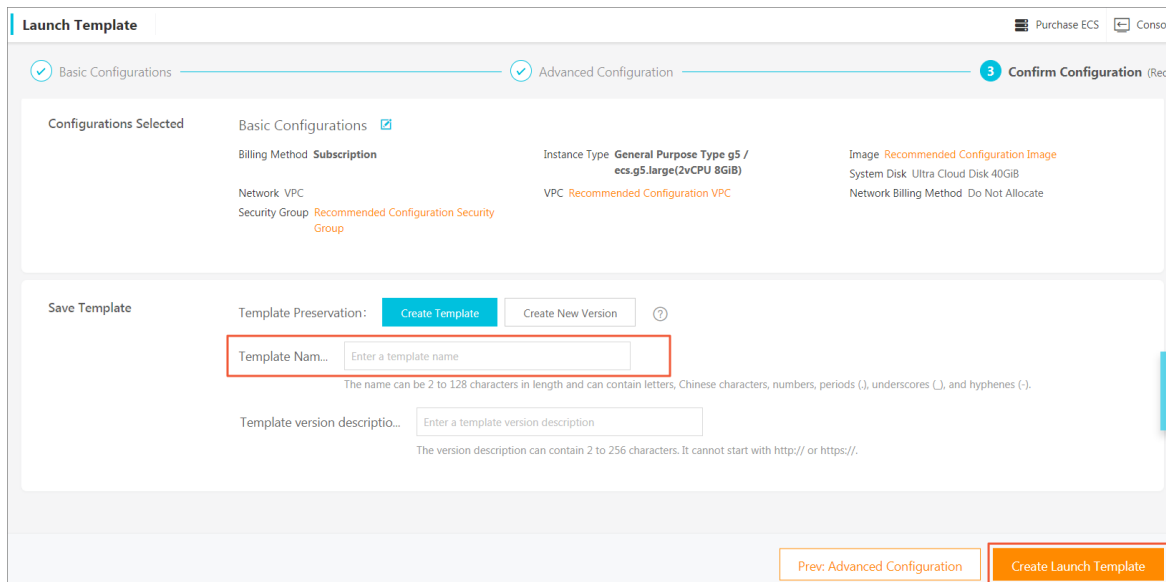 Launch Template
Purchase ECS
Conso
Basic Configurations
Advanced Configuration
3 Confirm Configuration (Rec
Configurations Selected
Basic Configurations
Billing Method Subscription
Instance Type General Purpose Type g5 /
ecs.g5.large(2vCPU 8GiB)
Image Recommended Configuration Image
System Disk Ultra Cloud Disk 40GiB
Network VPC
VPC Recommended Configuration VPC
Network Billing Method Do Not Allocate
Security Group Recommended Configuration Security
Group
Save Template
Template Preservation:
Create Template
Create New Version
?
Template Nam...
Enter a template name
The name can be 2 to 128 characters in length and can contain letters, Chinese characters, numbers, periods (.), underscores (_), and hyphenes (-).
Template version descriptio...
Enter a template version description
The version description can contain 2 to 256 characters. It cannot start with http:// or https://.
Prev: Advanced Configuration
Create Launch Template